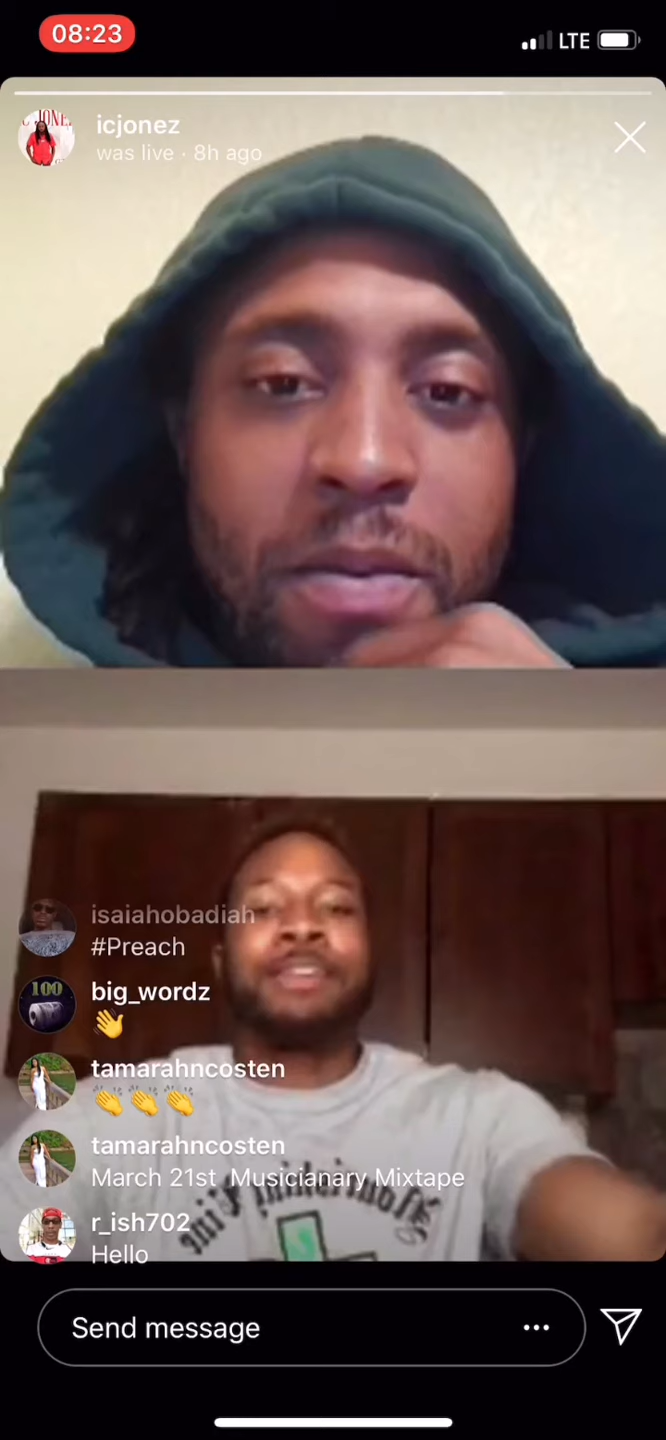 08:23
LTE
icjonez
was live · 8h ago
isaiahobadiah
#Preach
big_wordz
100
tamarahncosten
tamarahncosten
March 21st Musicianary Mixtape
r_ish702
Hello
Send message